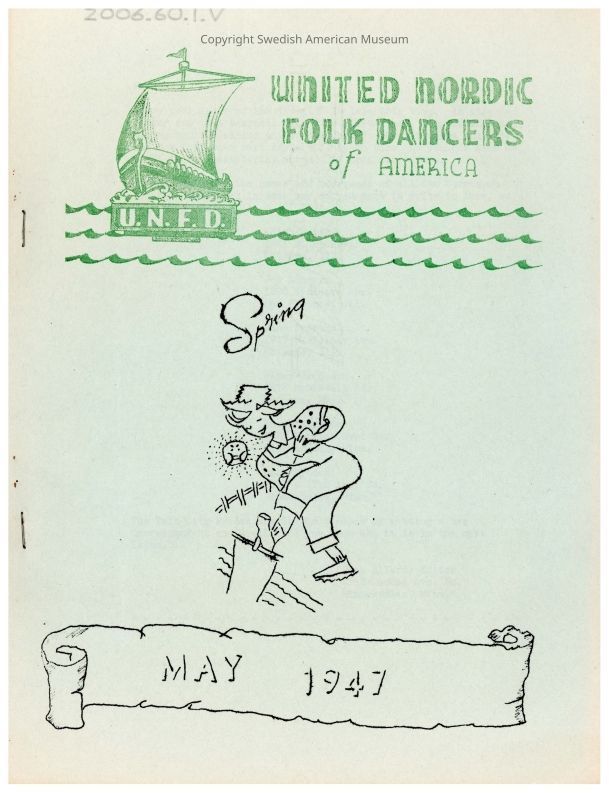 2006.60.1.V
Copyright Swedish American Museum
UNITED NORDIC
FOLK DANCERS
of AMERICA
U.N.F.D.
Spring
MAY 1947